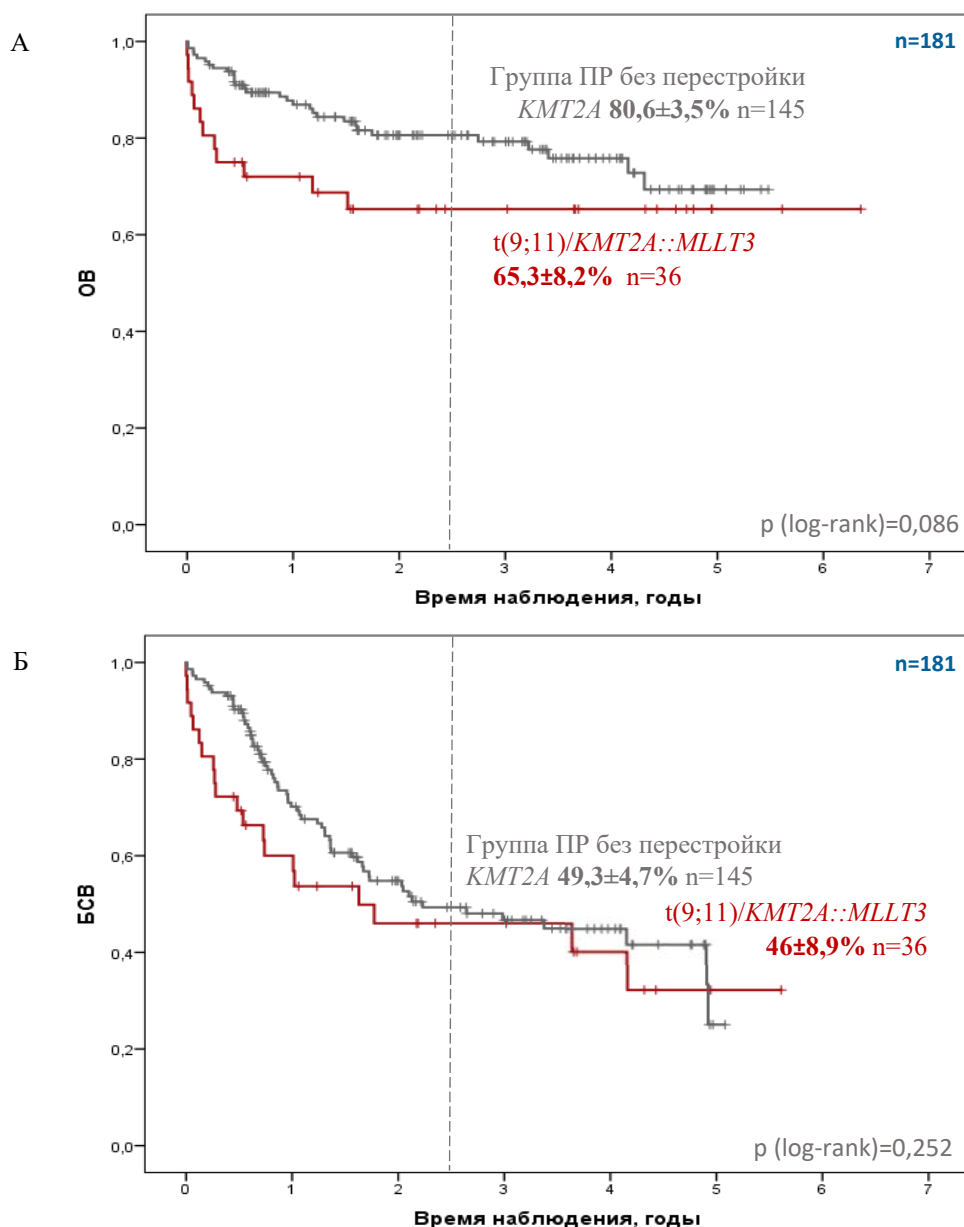 А
n=181
Группа ПР без перестройки
KMT2A 80,6±3,5% n=145
t(9;11)/KMT2A::MLLT3
65,3±8,2% n=36
ОВ
1,0
0,8
0,6
0,4
0,2
0,0
p (log-rank)=0,086
0 1 2 3 4 5 6 7
Время наблюдения, годы
Б
n=181
Группа ПР без перестройки
KMT2A 49,3±4,7% n=145
t(9;11)/KMT2A::MLLT3
46±8,9% n=36
БСВ
1,0
0,8
0,6
0,4
0,2
0,0
p (log-rank)=0,252
0 1 2 3 4 5 6 7
Время наблюдения, годы